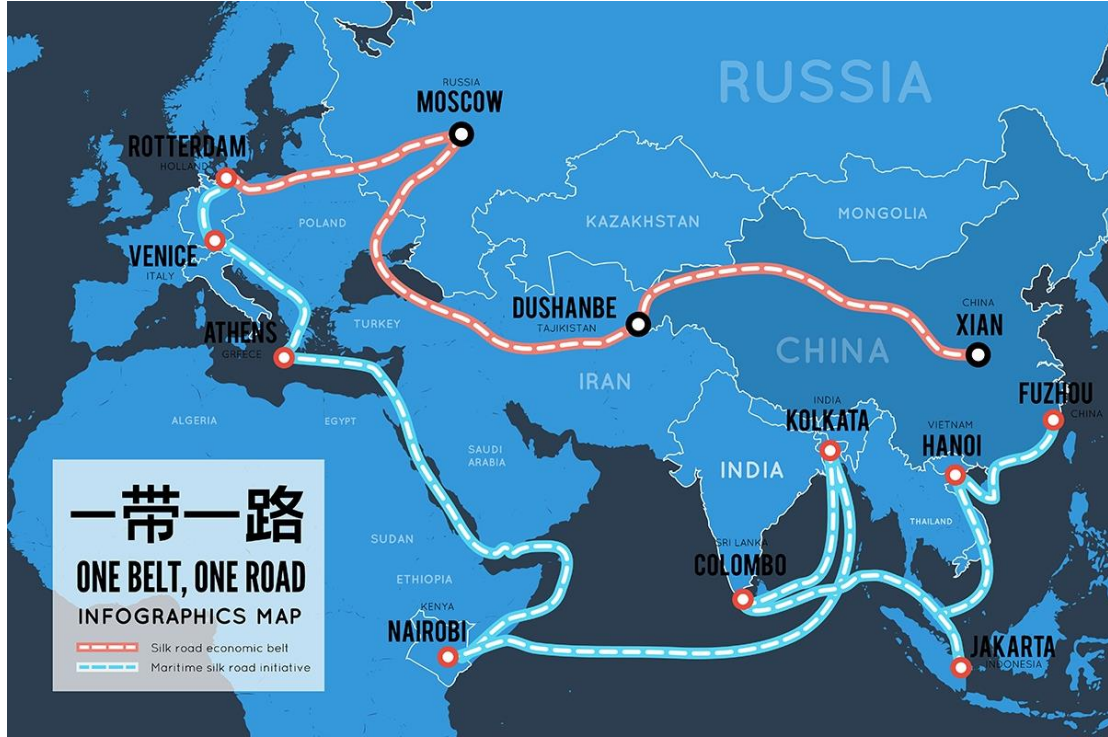 RUSSIA
RUSSIA
MOSCOW
ROTTERDAM
HOLLAND
POLAND
KAZAKHSTAN
MONGOLIA
VENICE
ITALY
DUSHANBE
TAJIKISTAN
CHINA
XIAN
ATHENS
GREECE
TURKEY
CHINA
IRAN
FUZHOU
CHINA
INDIA
KOLKATA
VIETNAM
HANOI
ALGERIA
EGYPT
SAUDI
ARABIA
INDIA
THAILAND
SUDAN
SRI LANKA
COLOMBO
ETHIOPIA
KENYA
NAIROBI
JAKARTA
INDONESIA
一带一路
ONE BELT, ONE ROAD
INFOGRAPHICS MAP
Silk road economic belt
Maritime silk road initiative